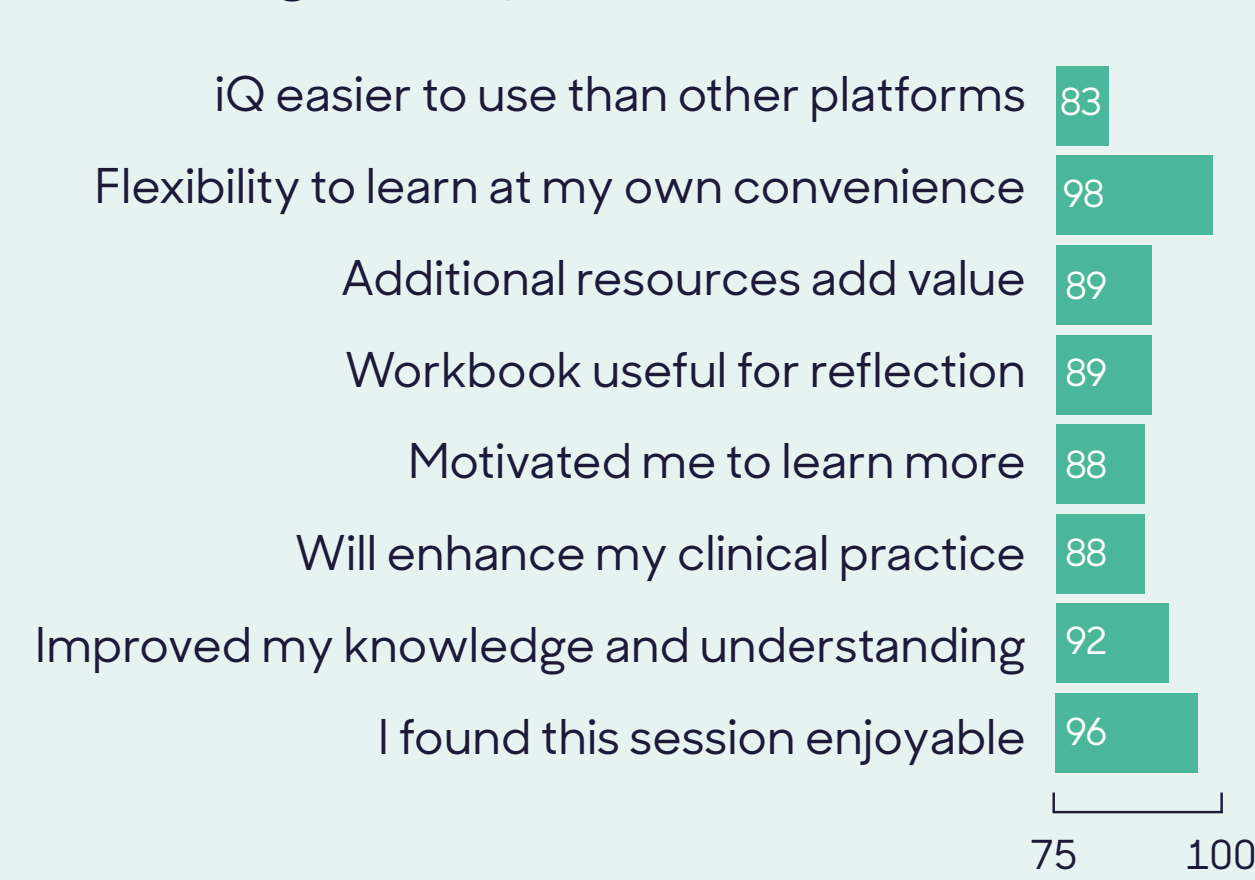 iQ easier to use than other platforms 83
Flexibility to learn at my own convenience 98
Additional resources add value 89
Workbook useful for reflection 89
Motivated me to learn more 88
Will enhance my clinical practice 88
Improved my knowledge and understanding 92
I found this session enjoyable 96
75 100